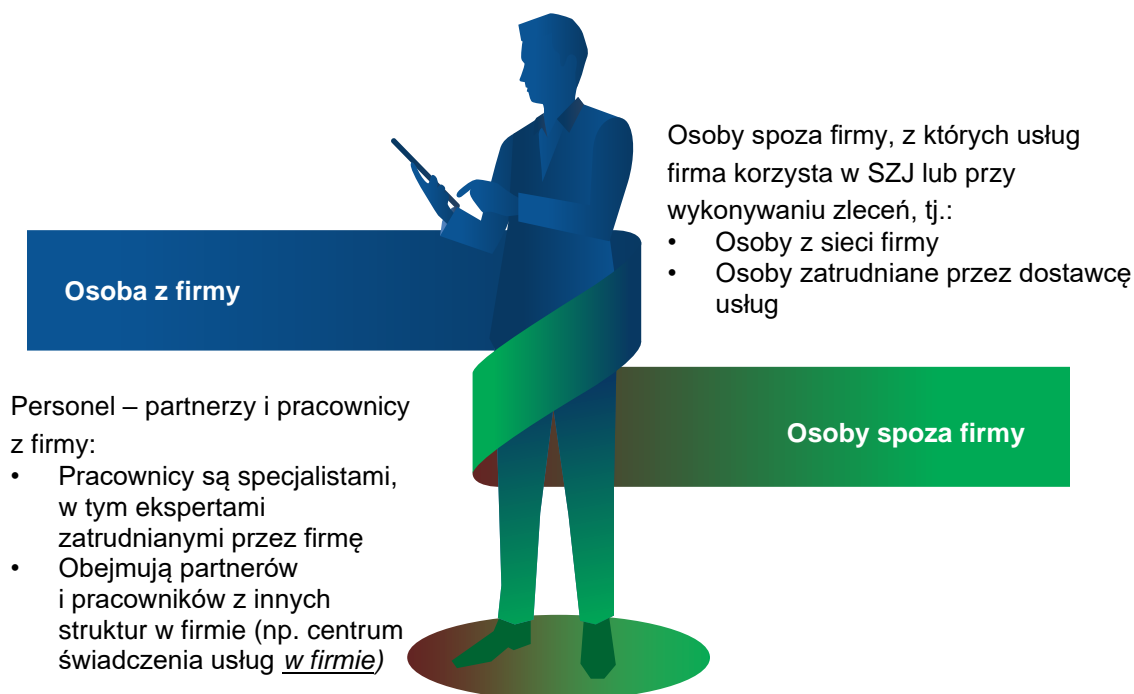 Osoba z firmy
Personel – partnerzy i pracownicy
z firmy:
• Pracownicy są specjalistami,
w tym ekspertami
zatrudnianymi przez firmę
• Obejmują partnerów
i pracowników z innych
struktur w firmie (np. centrum
świadczenia usług w firmie)
Osoby spoza firmy, z których usług
firma korzysta w SZJ lub przy
wykonywaniu zleceń, tj.:
• Osoby z sieci firmy
• Osoby zatrudniane przez dostawcę
usług
Osoby spoza firmy